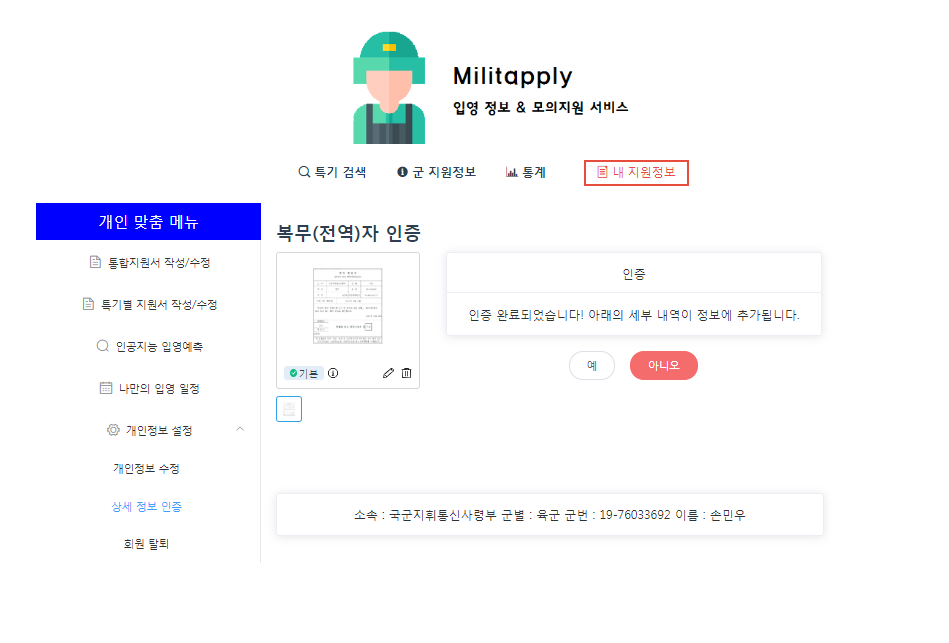 Militapply
입영 정보 & 모의지원 서비스
특기 검색
군 지원정보
통계
내 지원정보
개인 맞춤 메뉴
통합지원서 작성/수정
특기별 지원서 작성/수정
인공지능 입영예측
나만의 입영 일정
개인정보 설정
개인정보 수정
상세 정보 인증
회원 탈퇴
복무(전역)자 인증
기본
인증
인증 완료되었습니다! 아래의 세부 내역이 정보에 추가됩니다.
예
아니오
소속 : 국군지휘통신사령부 군별 : 육군 군번 : 19-76033692 이름 : 손민우